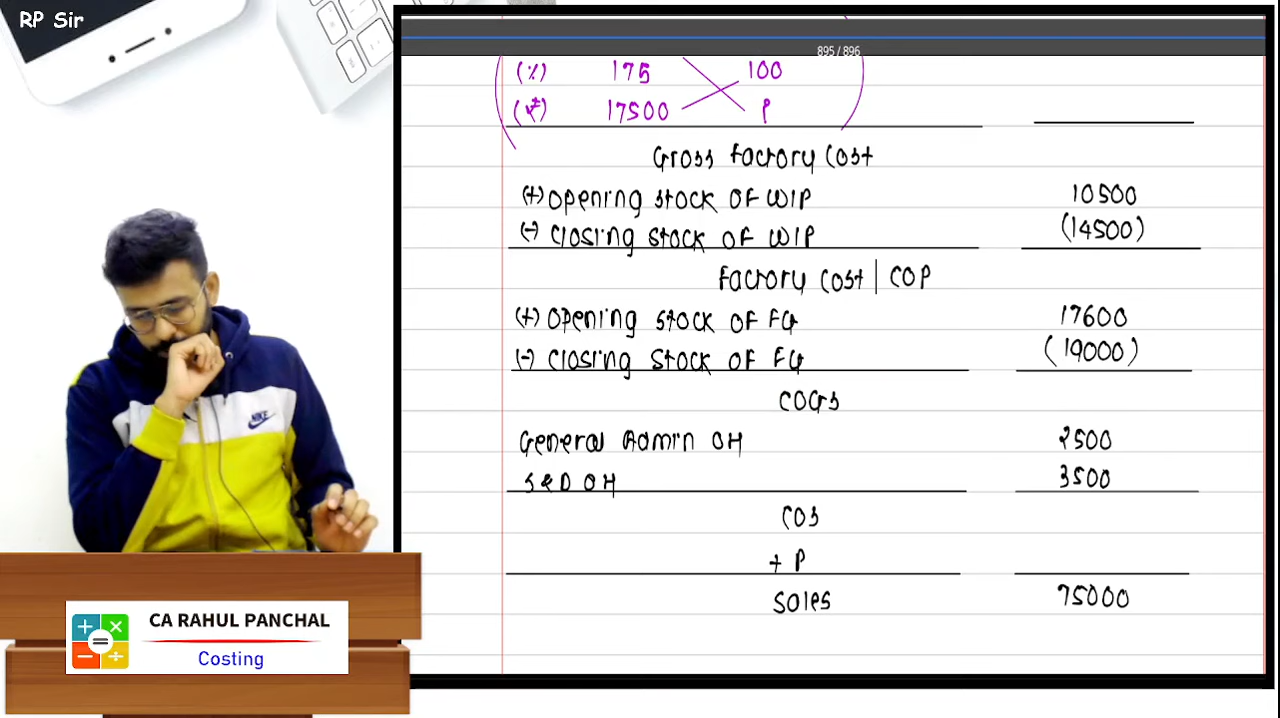 RP Sir
895 / 896
(%) 175 100
(₹) 17500 ?
Gross Factory Cost
(+) Opening stock OF WIP 10500
(-) Closing Stock OF WIP (14500)
Factory Cost | COP
(+) Opening Stock OF FG 17600
(-) Closing Stock OF FG (19000)
COGS
General Admin OH 2500
S&D OH 3500
COS
+ P
Sales 75000
NIKE
CA RAHUL PANCHAL
Costing